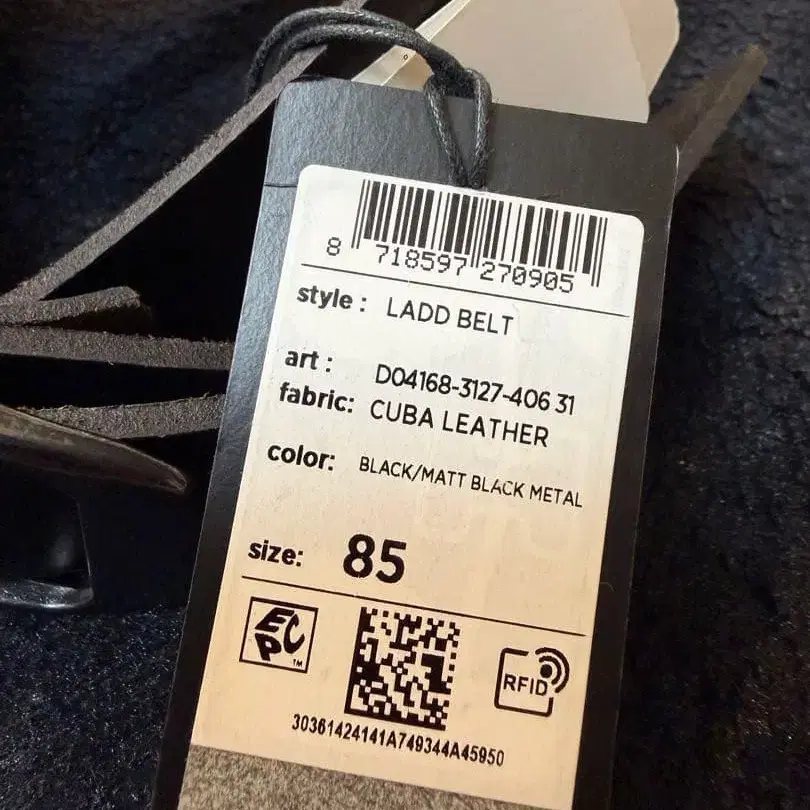 8 718597 270905
style : LADD BELT
art : D04168-3127-406 31
fabric: CUBA LEATHER
color: BLACK/MATT BLACK METAL
size: 85
EPC TM
RFID
30361424141A749344A45950